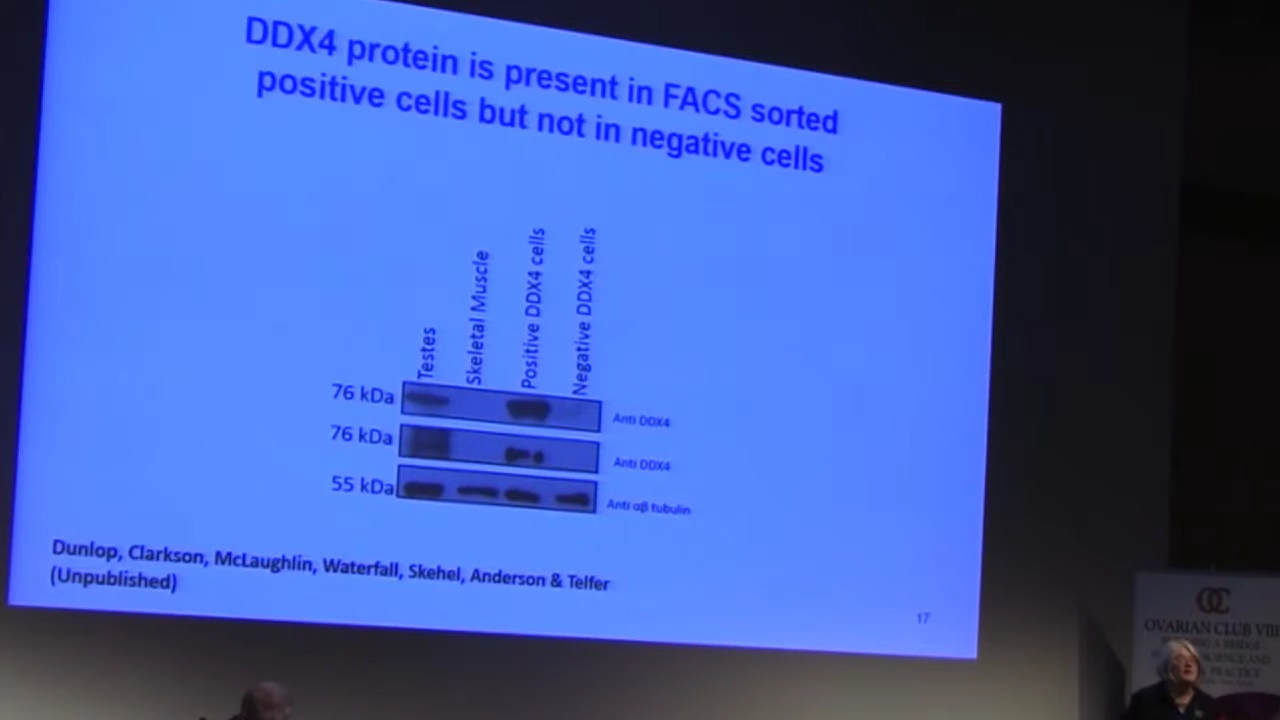 DDX4 protein is present in FACS sorted
positive cells but not in negative cells
Testes
Skeletal Muscle
Positive DDX4 cells
Negative DDX4 cells
76 kDa
Anti DDX4
76 kDa
Anti DDX4
55 kDa
Anti αβ tubulin
Dunlop, Clarkson, McLaughlin, Waterfall, Skehel, Anderson & Telfer
(Unpublished)
17
OVARIAN CLUB VII
SCIENCE AND
PRACTICE